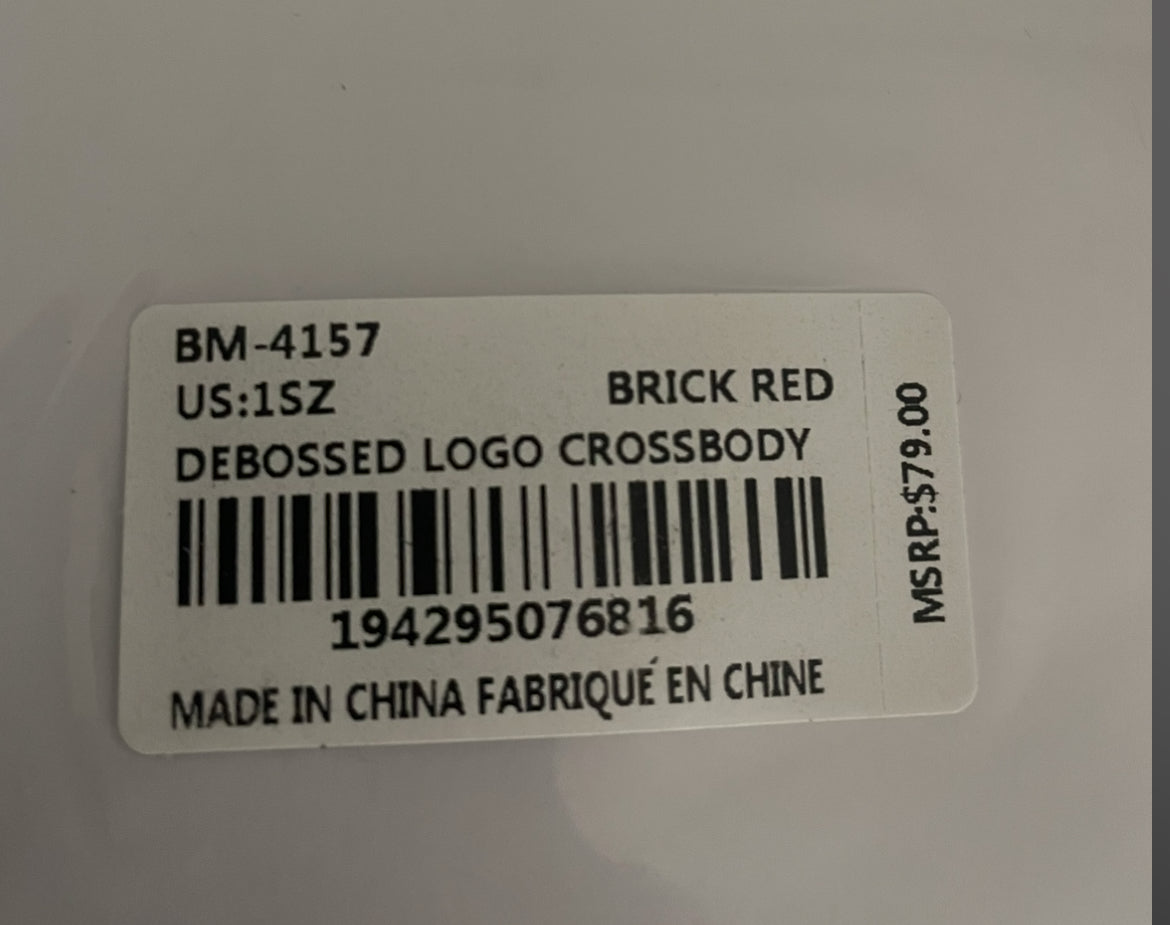 BM-4157
US:1SZ BRICK RED
DEBOSSED LOGO CROSSBODY
194295076816
MADE IN CHINA FABRIQUÉ EN CHINE
MSRP:$79.00